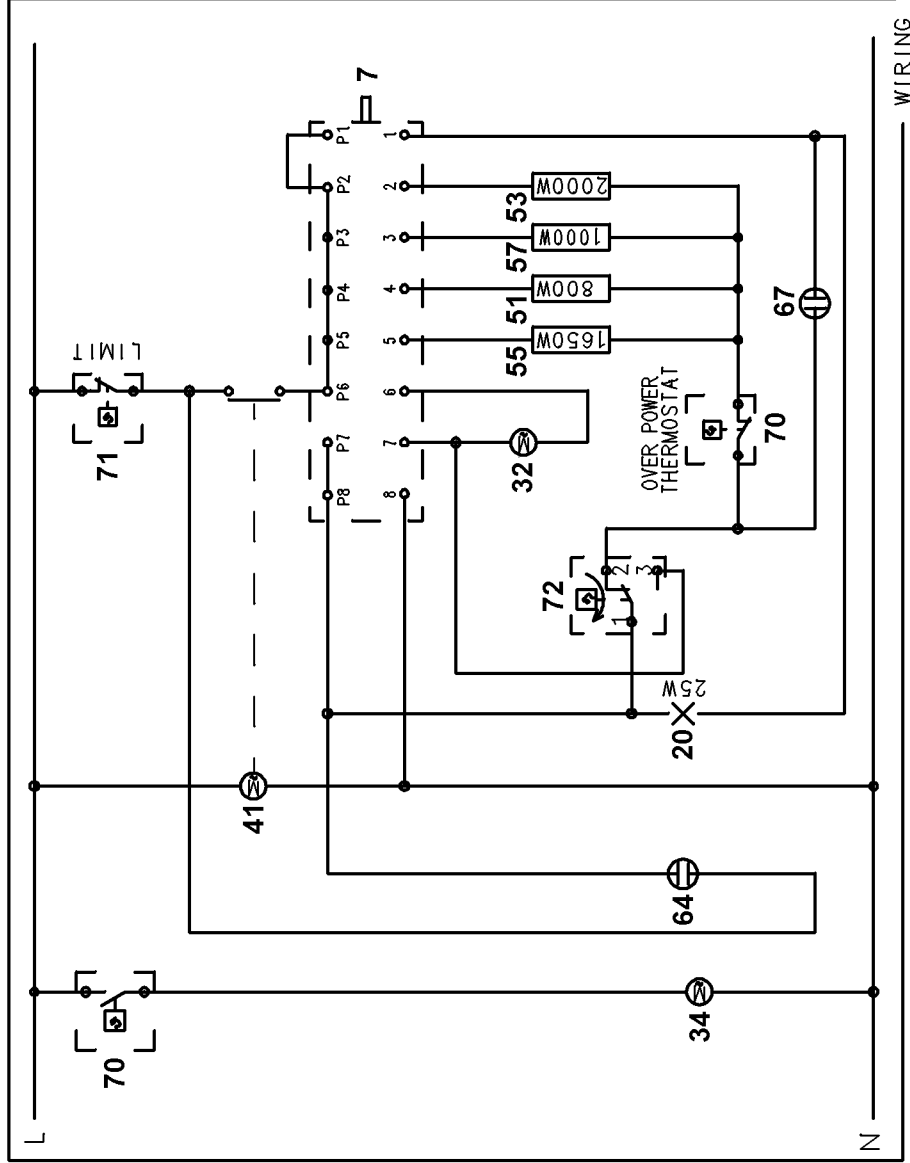 WIRING
L
LIMIT
71
7
P8
P7
P6
P5
P4
P3
P2
P1
8
7
6
5
4
3
2
1
41
70
32
55
1650W
51
800W
57
1000W
53
2000W
OVER POWER
THERMOSTAT
70
67
72
1
2
3
25W
20
64
34
M
M
M
N